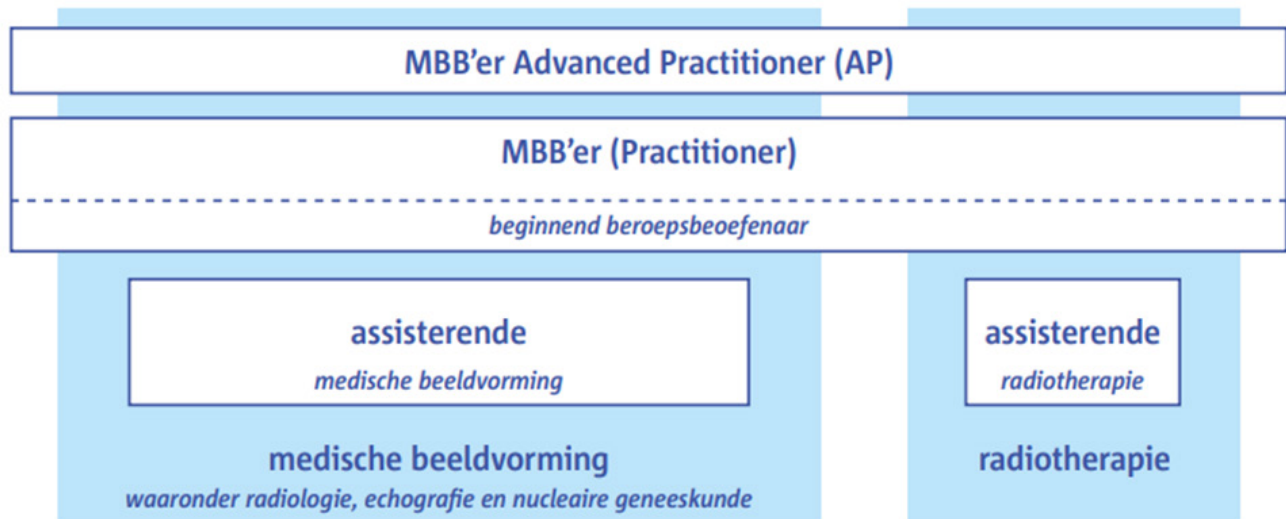 MBB’er Advanced Practitioner (AP)
MBB’er (Practitioner)
beginnend beroepsbeoefenaar
assisterende
medische beeldvorming
assisterende
radiotherapie
medische beeldvorming
waaronder radiologie, echografie en nucleaire geneeskunde
radiotherapie